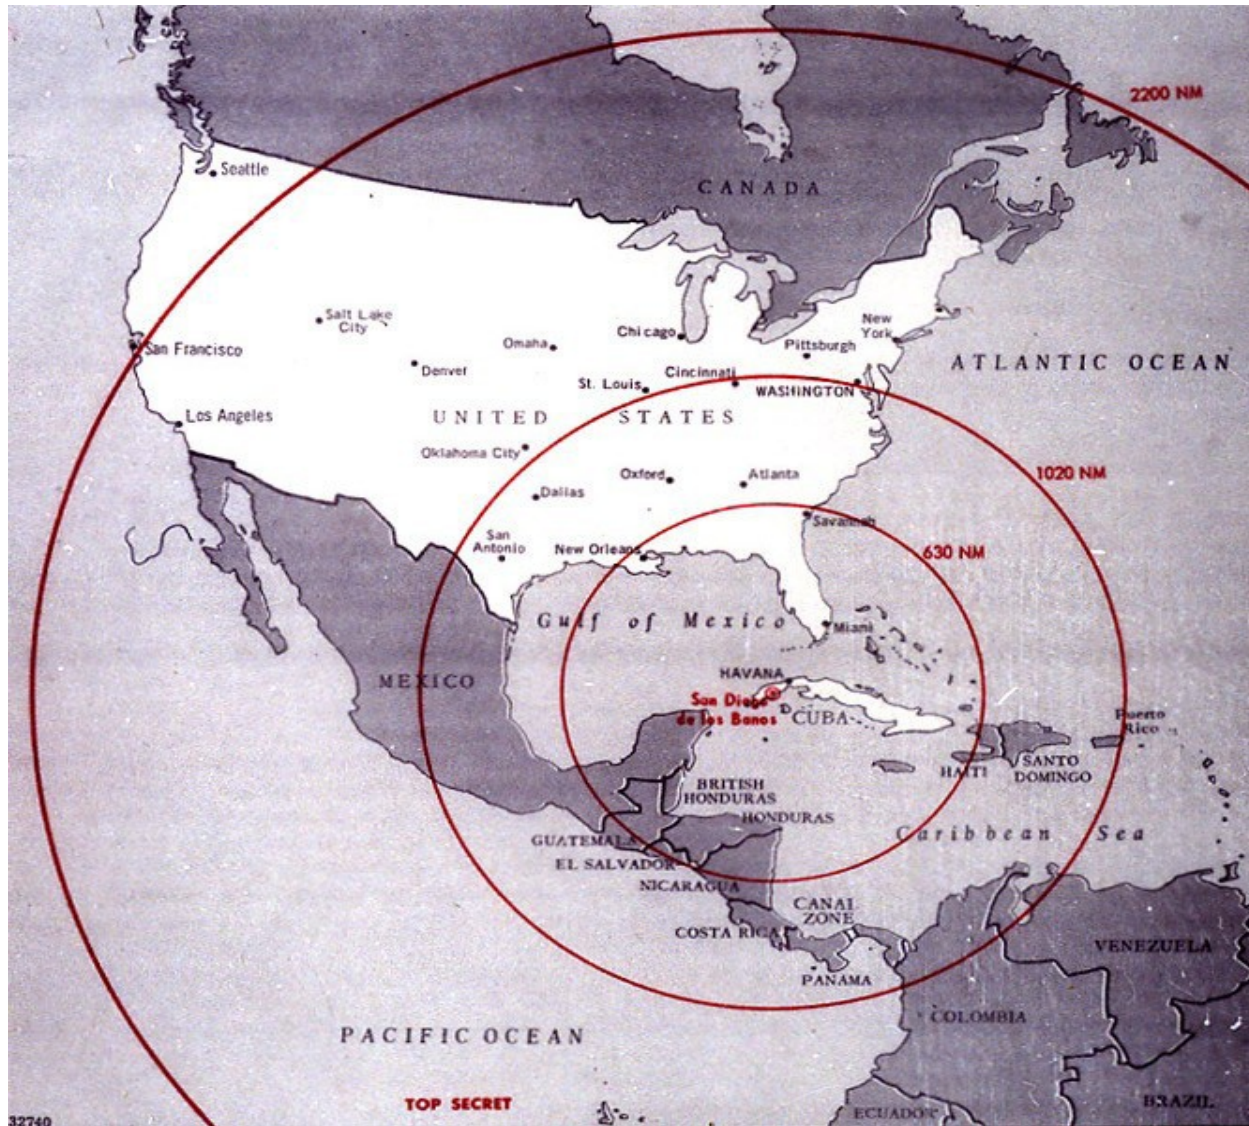 2200 NM
Seattle
CANADA
Salt Lake
City
New
York
San Francisco
Chicago
Omaha
Pittsburgh
ATLANTIC OCEAN
Denver
Cincinnati
St. Louis
WASHINGTON
Los Angeles
UNITED STATES
Oklahoma City
Oxford
Atlanta
1020 NM
Dallas
Savannah
San
Antonio
New Orleans
630 NM
Gulf of Mexico
Miami
HAVANA
MEXICO
San Diego
de los Banos
CUBA
Puerto
Rico
HAITI
SANTO
DOMINGO
BRITISH
HONDURAS
HONDURAS
GUATEMALA
Caribbean Sea
EL SALVADOR
NICARAGUA
CANAL
ZONE
COSTA RICA
VENEZUELA
PANAMA
COLOMBIA
PACIFIC OCEAN
TOP SECRET
BRAZIL
ECUADOR
32740